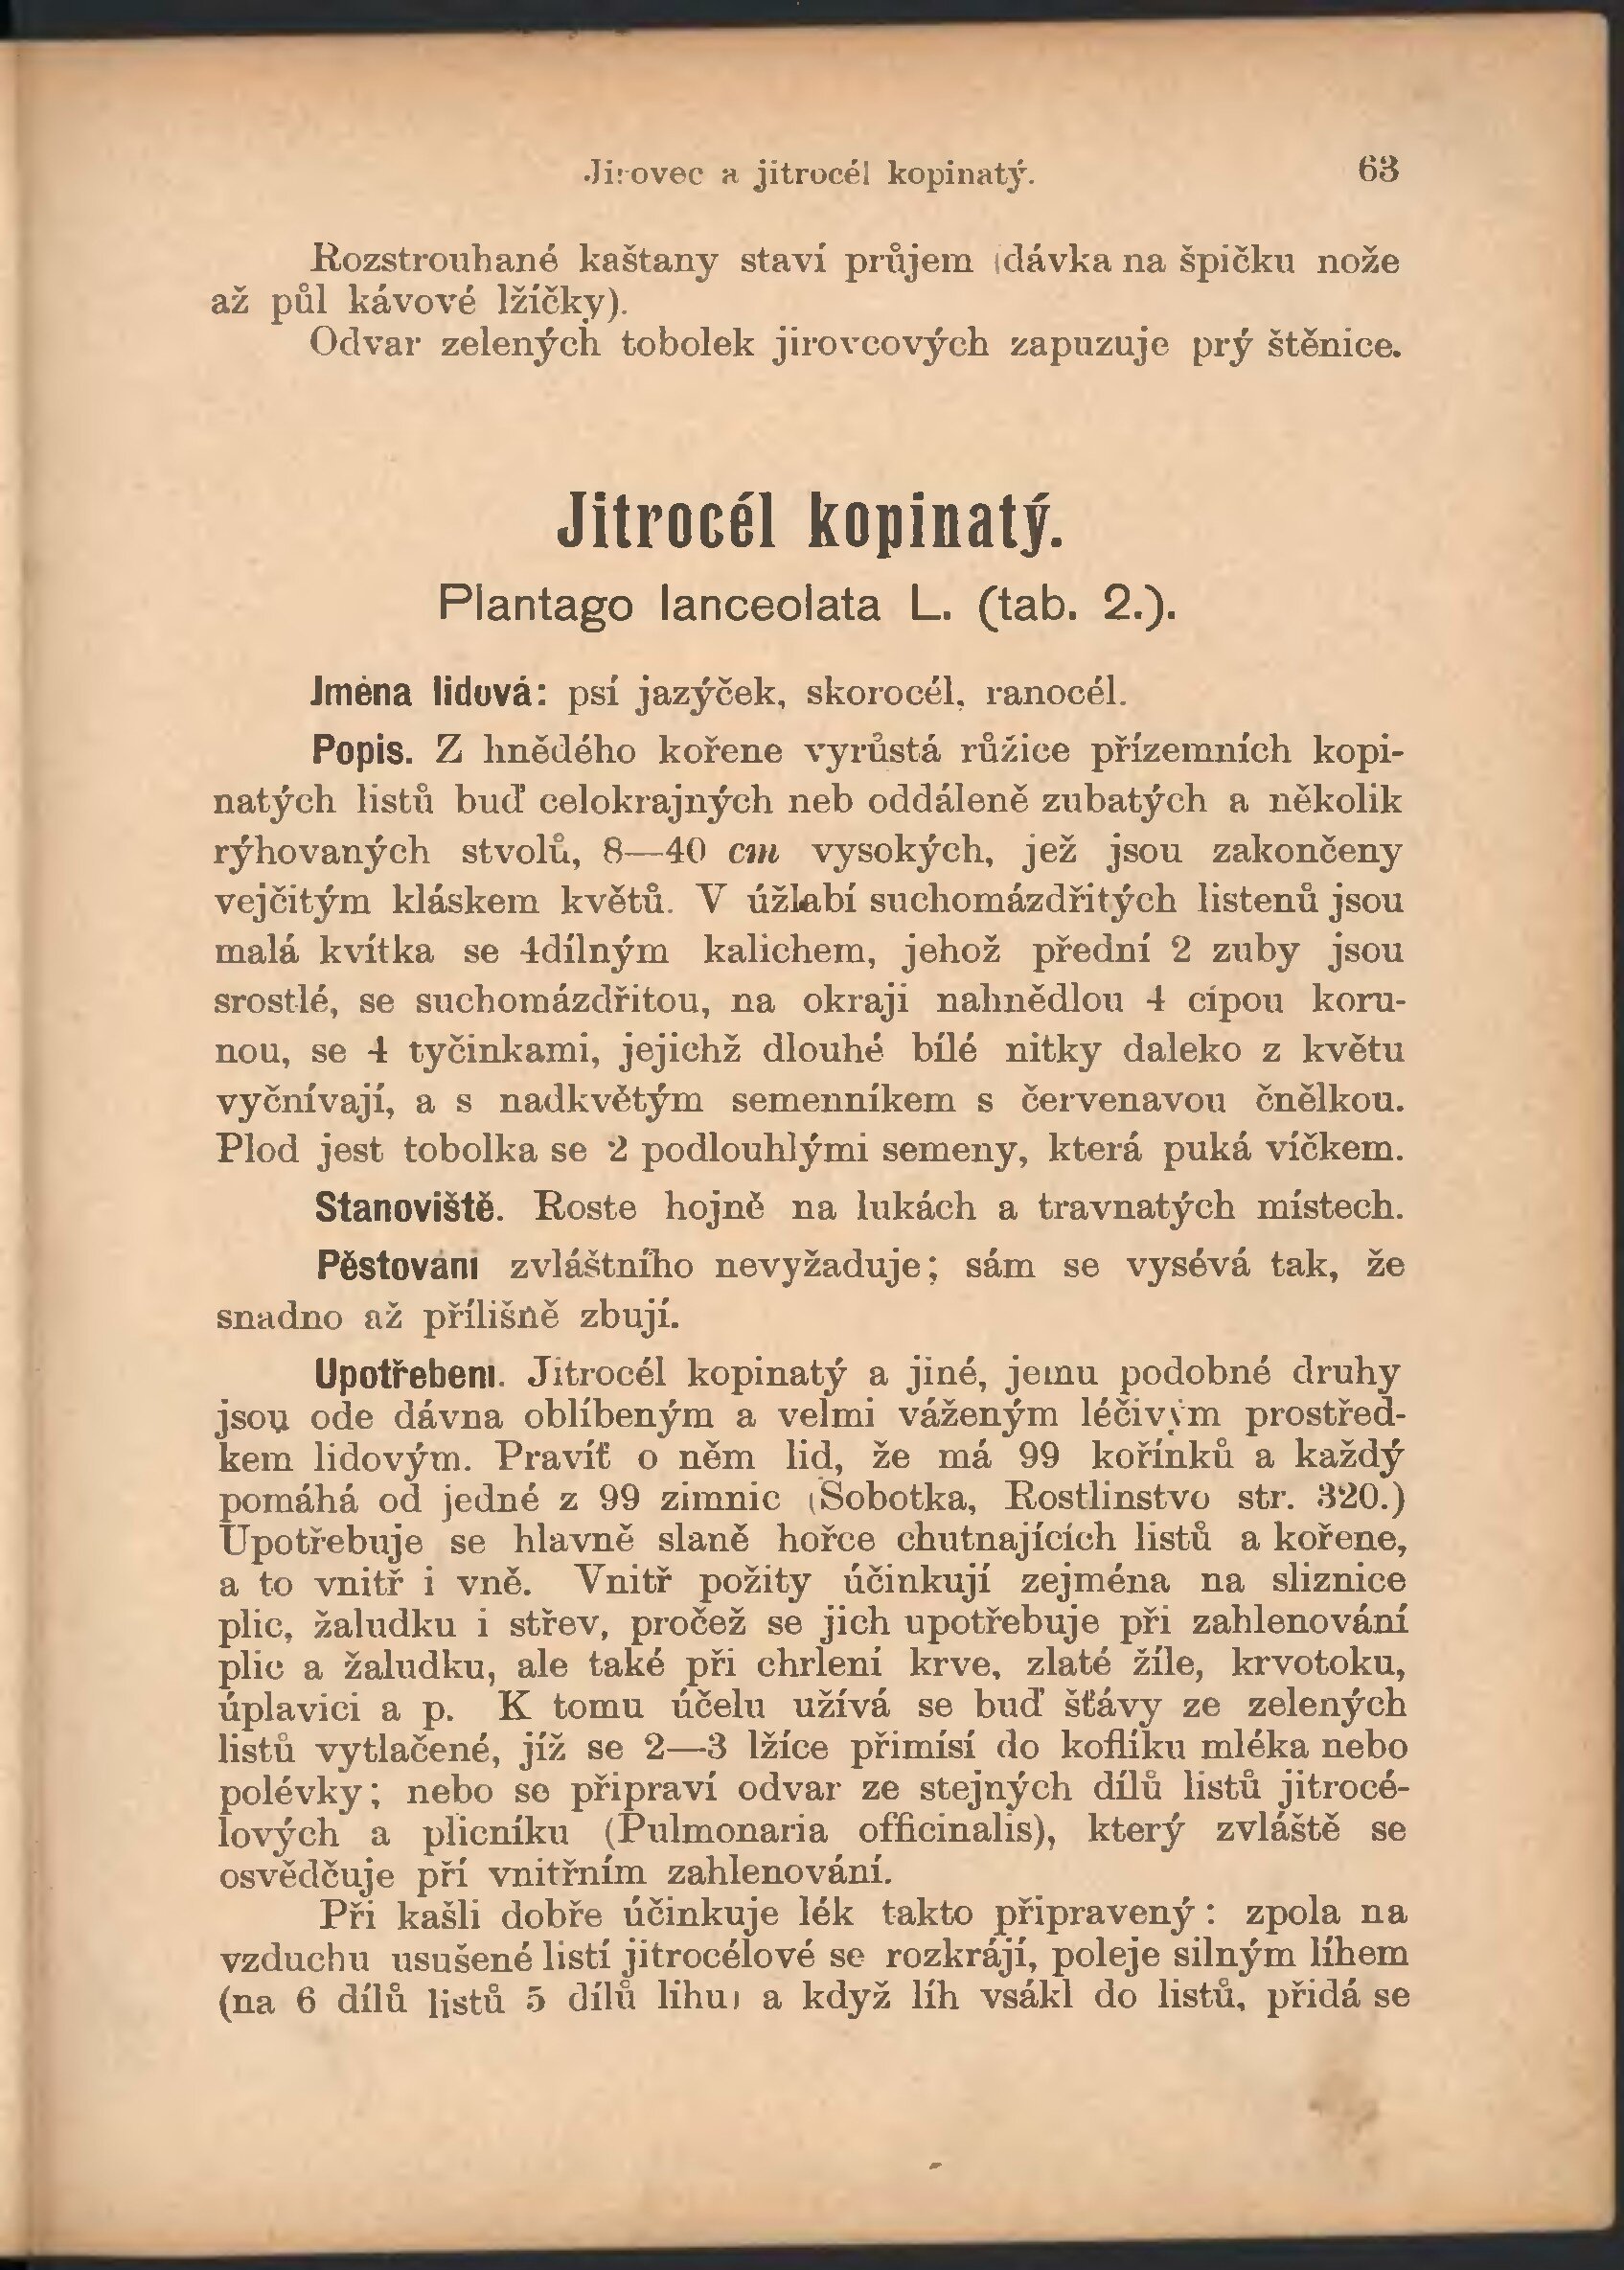 Jirovec a jitrocél kopinatý. 63
Rozstrouhané kaštany staví průjem (dávka na špičku nože
až půl kávové lžíčky).
Odvar zelených tobolek jirovcových zapuzuje prý štěnice.
Jitrocél kopinatý.
Plantago lanceolata L. (tab. 2.).
Jména lidová: psí jazýček, skorocél, ranocél.
Popis. Z hnědého kořene vyrůstá růžice přízemních kopi-
natých listů buď celokrajných neb oddáleně zubatých a několik
rýhovaných stvolů, 8—40 cm vysokých, jež jsou zakončeny
vejčitým kláskem květů. V úžlabí suchomázdřitých listenů jsou
malá kvítka se 4dílným kalichem, jehož přední 2 zuby jsou
srostlé, se suchomázdřitou, na okraji nahnědlou 4 cípou koru-
nou, se 4 tyčinkami, jejichž dlouhé bílé nitky daleko z květu
vyčnívají, a s nadkvětým semenníkem s červenavou čnělkou.
Plod jest tobolka se 2 podlouhlými semeny, která puká víčkem.
Stanoviště. Roste hojně na lukách a travnatých místech.
Pěstování zvláštního nevyžaduje; sám se vysévá tak, že
snadno až přílišně zbují.
Upotřebení. Jitrocél kopinatý a jiné, jemu podobné druhy
jsou ode dávna oblíbeným a velmi váženým léčivým prostřed-
kem lidovým. Pravíť o něm lid, že má 99 kořínků a každý
pomáhá od jedné z 99 zimnic (Sobotka, Rostlinstvo str. 320.)
Upotřebuje se hlavně slaně hořce chutnajících listů a kořene,
a to vnitř i vně. Vnitř požity účinkují zejména na sliznice
plic, žaludku i střev, pročež se jich upotřebuje při zahlenování
plic a žaludku, ale také při chrlení krve, zlaté žíle, krvotoku,
úplavici a p. K tomu účelu užívá se buď šťávy ze zelených
listů vytlačené, jíž se 2—3 lžíce přimísí do koflíku mléka nebo
polévky; nebo se připraví odvar ze stejných dílů listů jitrocé-
lových a plicníku (Pulmonaria officinalis), který zvláště se
osvědčuje pří vnitřním zahlenování.
Při kašli dobře účinkuje lék takto připravený: zpola na
vzduchu usušené listí jitrocélové se rozkrájí, poleje silným líhem
(na 6 dílů listů 5 dílů lihu) a když líh vsákl do listů, přidá se